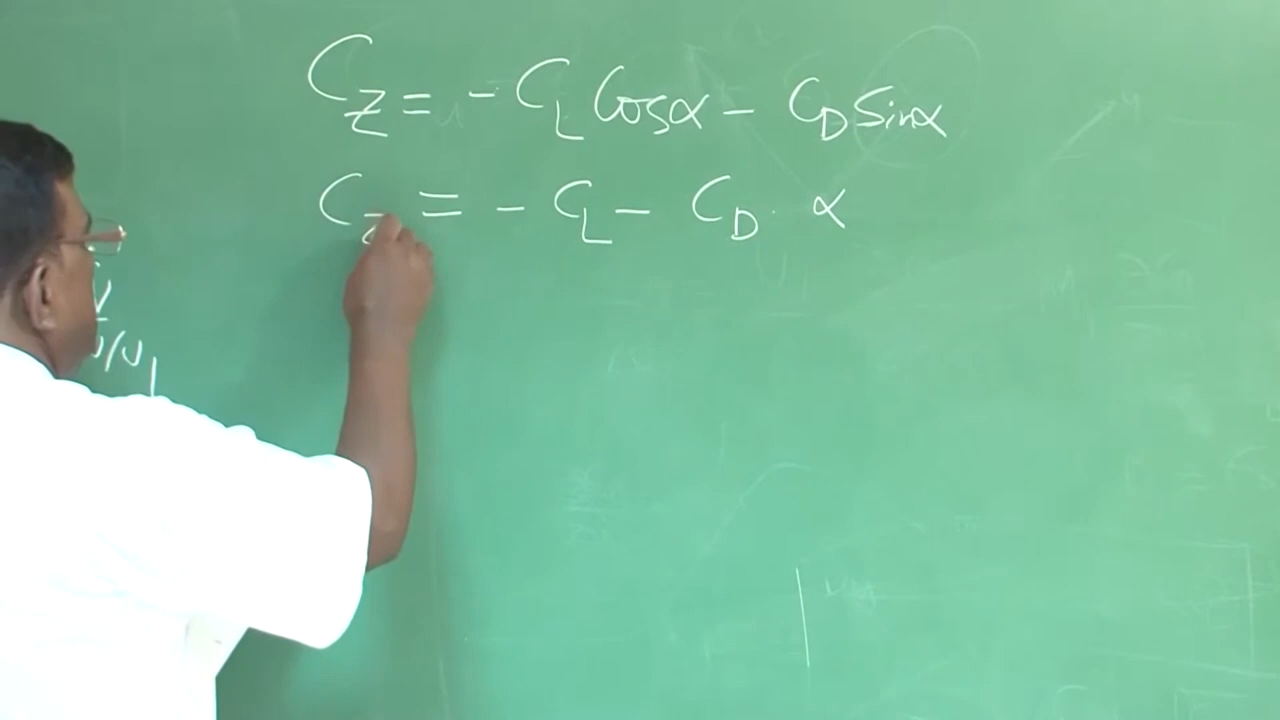 C_Z = - C_L Cosα - C_D Sinα
C_Z = - C_L - C_D · α